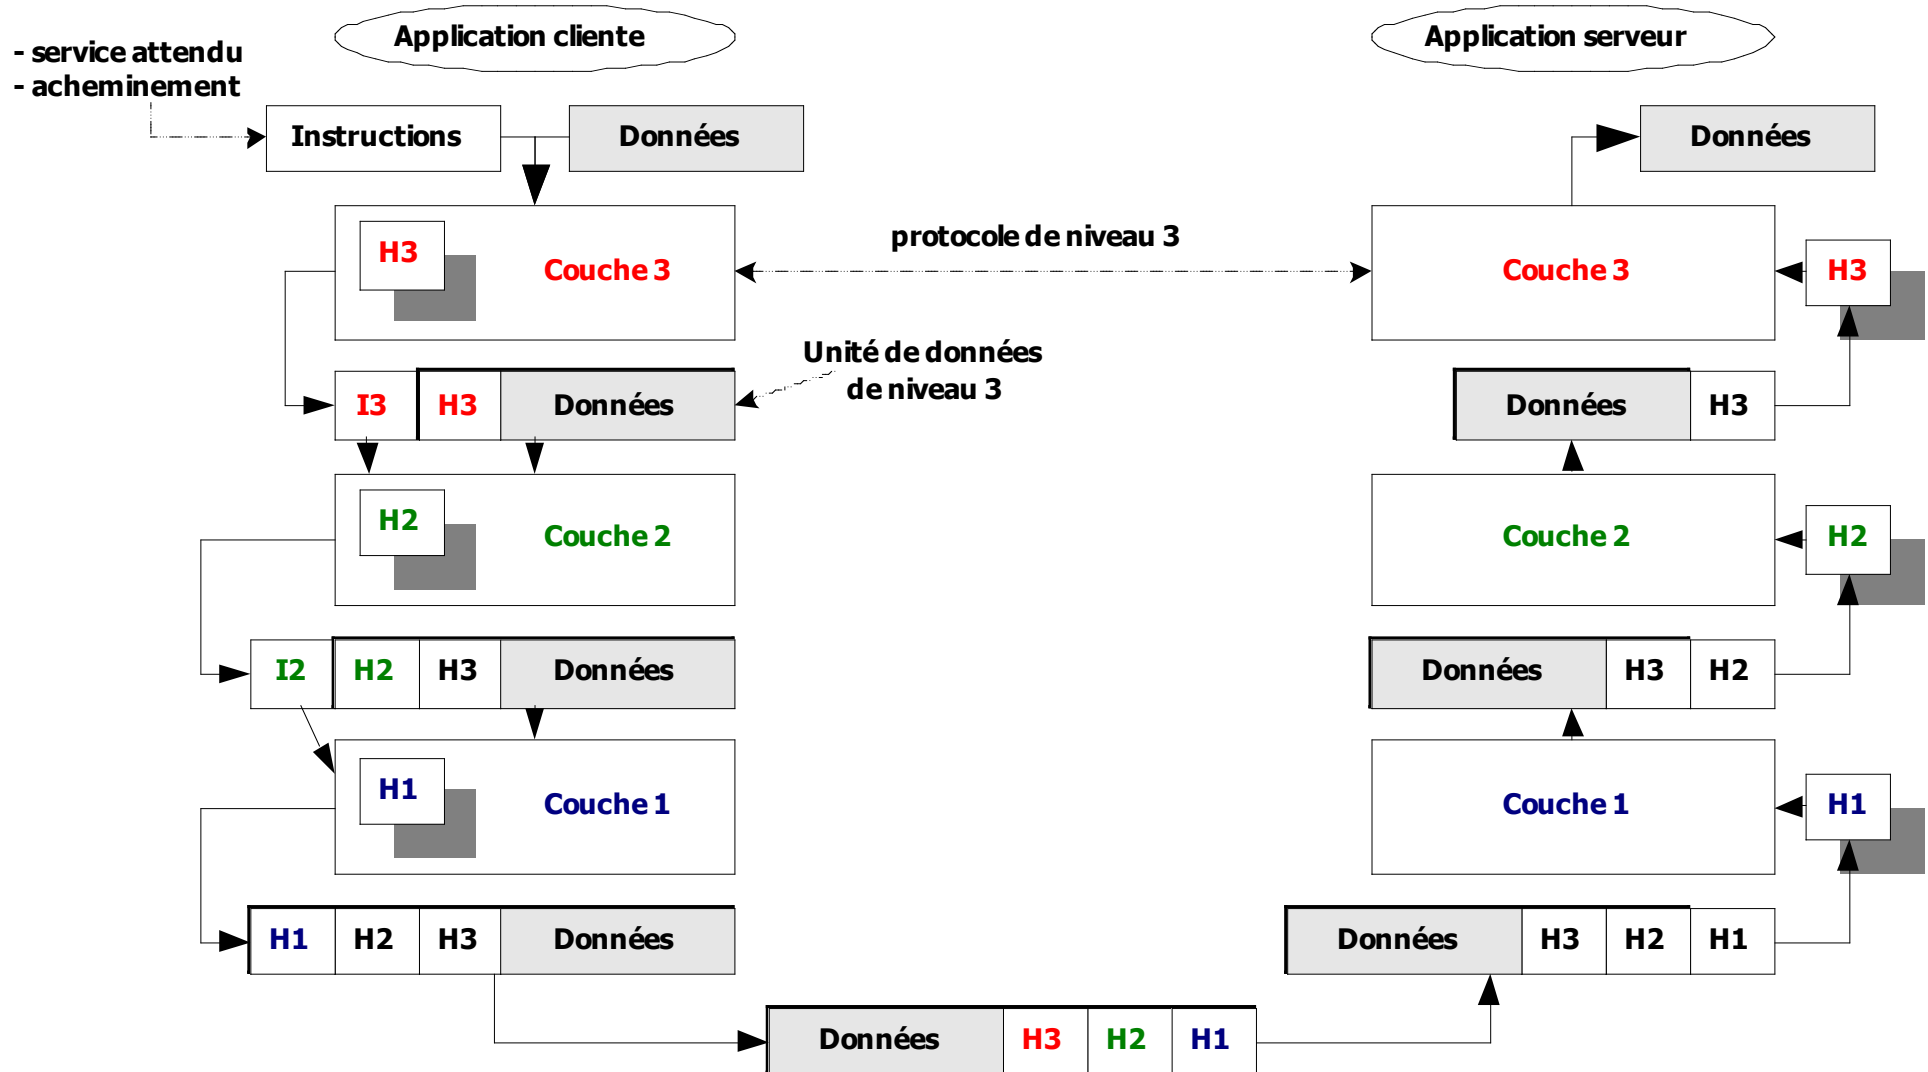 Application cliente
Application serveur
- service attendu
- acheminement
Instructions
Données
Données
H3
Couche 3
protocole de niveau 3
Couche 3
H3
Unité de données
de niveau 3
I3 H3 Données
Données H3
H2
Couche 2
Couche 2
H2
I2 H2 H3 Données
Données H3 H2
H1
Couche 1
Couche 1
H1
H1 H2 H3 Données
Données H3 H2 H1
Données H3 H2 H1